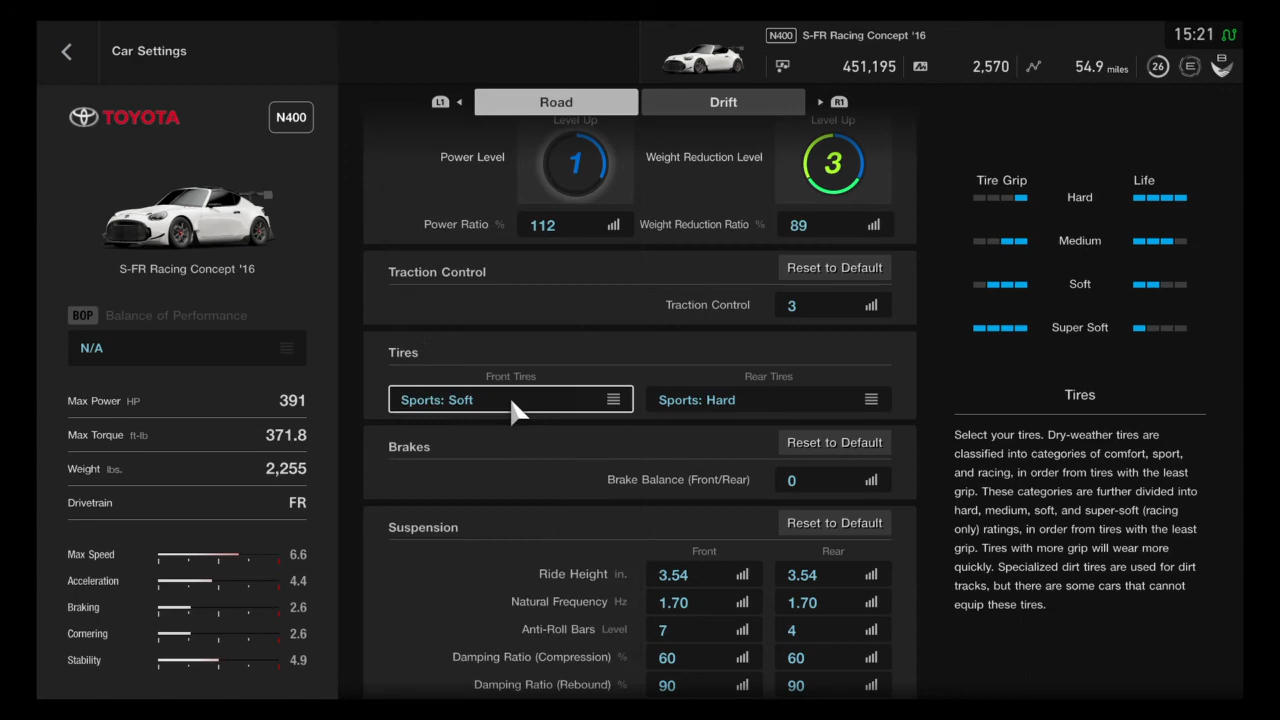 Car Settings
N400 S-FR Racing Concept '16
451,195 2,570 54.9 miles 26 E B
15:21
TOYOTA N400
S-FR Racing Concept '16
BOP Balance of Performance
N/A
Max Power HP 391
Max Torque ft-lb 371.8
Weight lbs. 2,255
Drivetrain FR
Max Speed 6.6
Acceleration 4.4
Braking 2.6
Cornering 2.6
Stability 4.9
L1 Road Drift R1
Level Up Level Up
Power Level 1 Weight Reduction Level 3
Power Ratio % 112 Weight Reduction Ratio % 89
Traction Control Reset to Default
Traction Control 3
Tires
Front Tires Rear Tires
Sports: Soft Sports: Hard
Brakes Reset to Default
Brake Balance (Front/Rear) 0
Suspension Reset to Default
Front Rear
Ride Height in. 3.54 3.54
Natural Frequency Hz 1.70 1.70
Anti-Roll Bars Level 7 4
Damping Ratio (Compression) % 60 60
Damping Ratio (Rebound) % 90 90
Tire Grip Life
Hard
Medium
Soft
Super Soft
Tires
Select your tires. Dry-weather tires are
classified into categories of comfort, sport,
and racing, in order from tires with the least
grip. These categories are further divided into
hard, medium, soft, and super-soft (racing
only) ratings, in order from tires with the least
grip. Tires with more grip will wear more
quickly. Specialized dirt tires are used for dirt
tracks, but there are some cars that cannot
equip these tires.